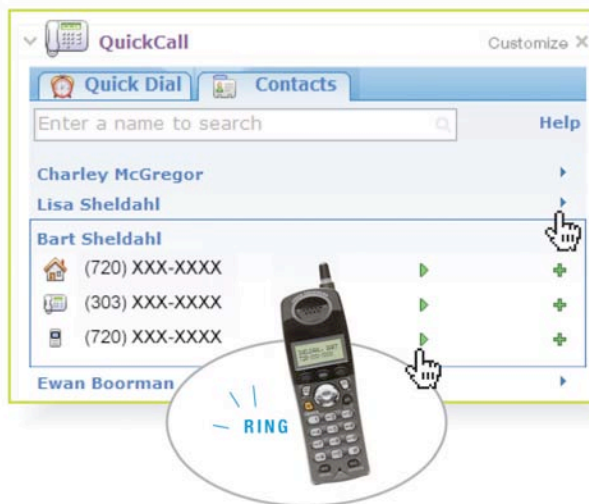 QuickCall
Customize
Quick Dial Contacts
Enter a name to search
Help
Charley McGregor
Lisa Sheldahl
Bart Sheldahl
(720) XXX-XXXX
(303) XXX-XXXX
(720) XXX-XXXX
Ewan Boorman
RING